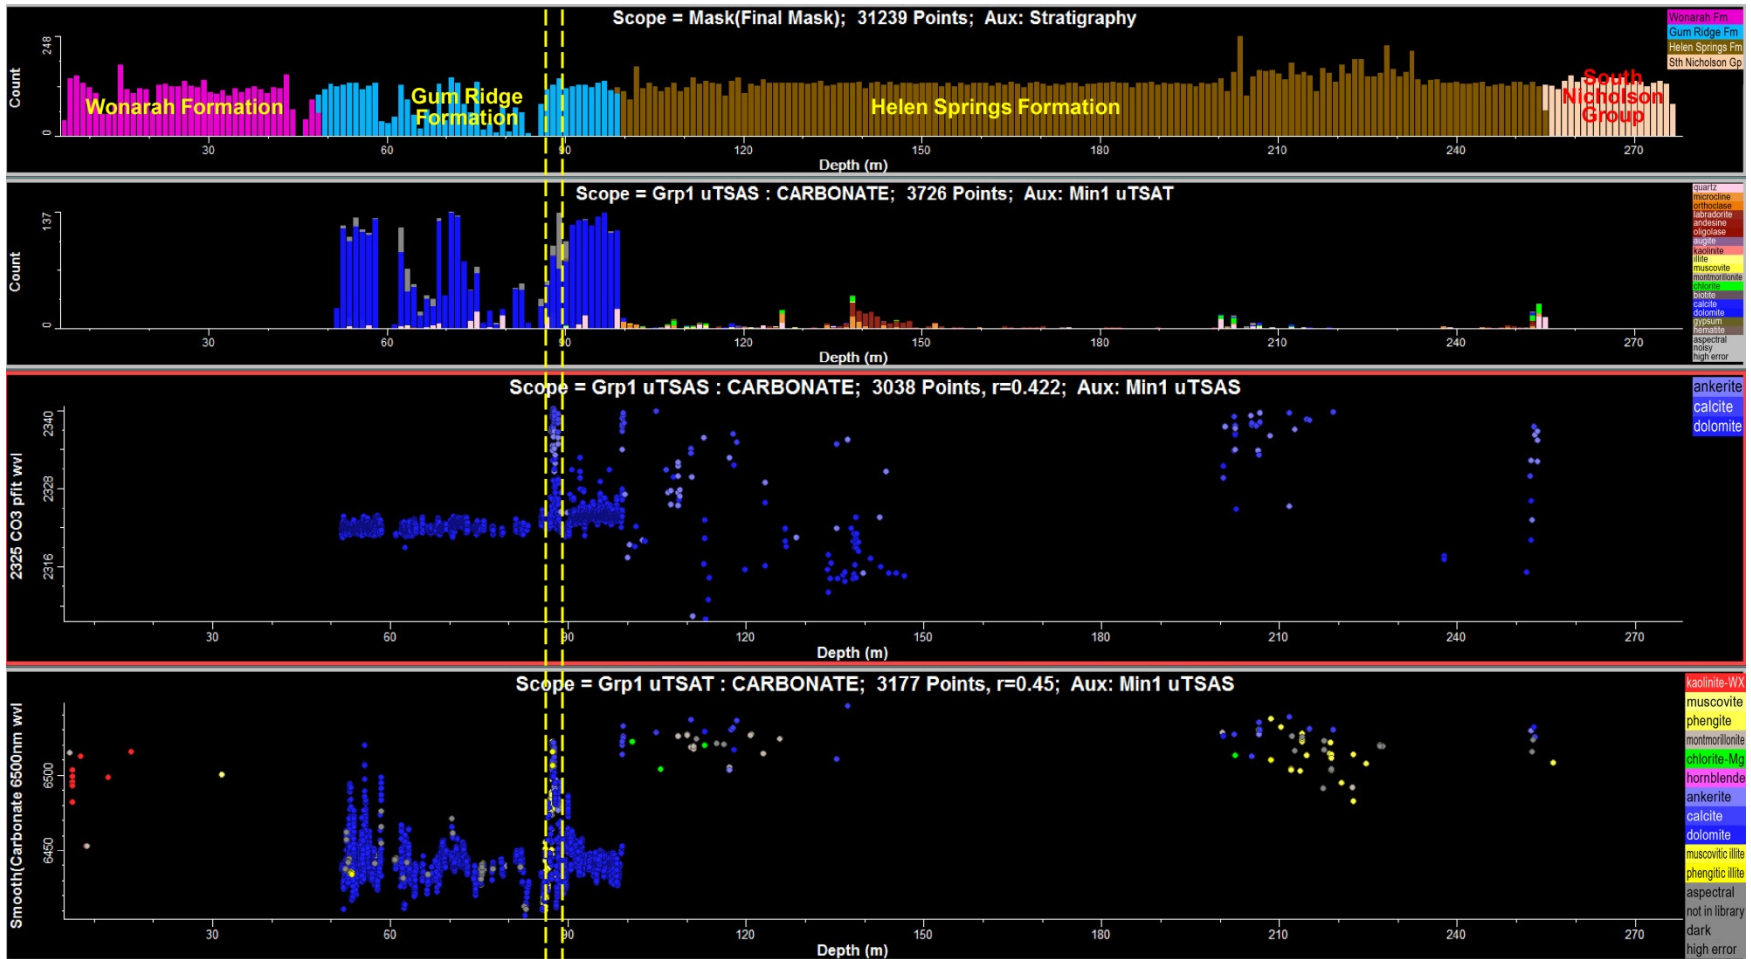 Scope = Mask(Final Mask); 31239 Points; Aux: Stratigraphy
Count
248
0
Wonarah Formation
Gum Ridge
Formation
Helen Springs Formation
South
Nicholson
Group
30 60 90 120 150 180 210 240 270
Depth (m)
Wonarah Fm
Gum Ridge Fm
Helen Springs Fm
Sth Nicholson Gp
Scope = Grp1 uTSAS : CARBONATE; 3726 Points; Aux: Min1 uTSAT
Count
137
0
30 60 90 120 150 180 210 240 270
Depth (m)
quartz
microcline
orthoclase
labradorite
andesine
oligolase
augite
kaolinite
illite
muscovite
montmorillonite
chlorite
biotite
calcite
dolomite
gypsum
hematite
aspectral
noisy
high error
Scope = Grp1 uTSAS : CARBONATE; 3038 Points, r=0.422; Aux: Min1 uTSAS
2325 CO3 pfit wvl
2340
2328
2316
30 60 90 120 150 180 210 240 270
Depth (m)
ankerite
calcite
dolomite
Scope = Grp1 uTSAT : CARBONATE; 3177 Points, r=0.45; Aux: Min1 uTSAS
Smooth(Carbonate 6500nm wvl
6500
6450
30 60 90 120 150 180 210 240 270
Depth (m)
kaolinite-WX
muscovite
phengite
montmorillonite
chlorite-Mg
hornblende
ankerite
calcite
dolomite
muscovitic illite
phengitic illite
aspectral
not in library
dark
high error